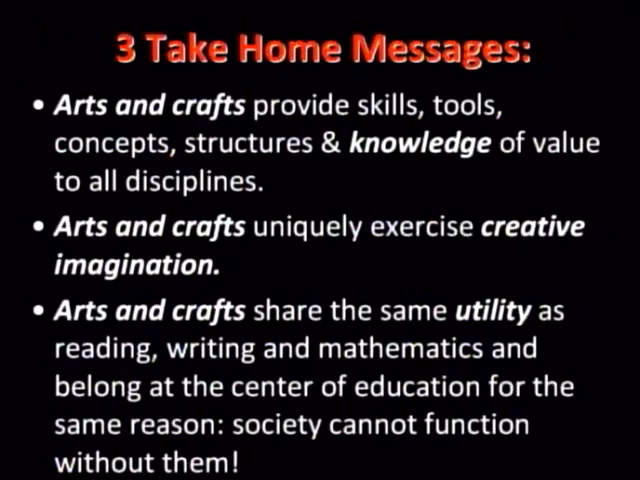 3 Take Home Messages:
• Arts and crafts provide skills, tools,
concepts, structures & knowledge of value
to all disciplines.
• Arts and crafts uniquely exercise creative
imagination.
• Arts and crafts share the same utility as
reading, writing and mathematics and
belong at the center of education for the
same reason: society cannot function
without them!